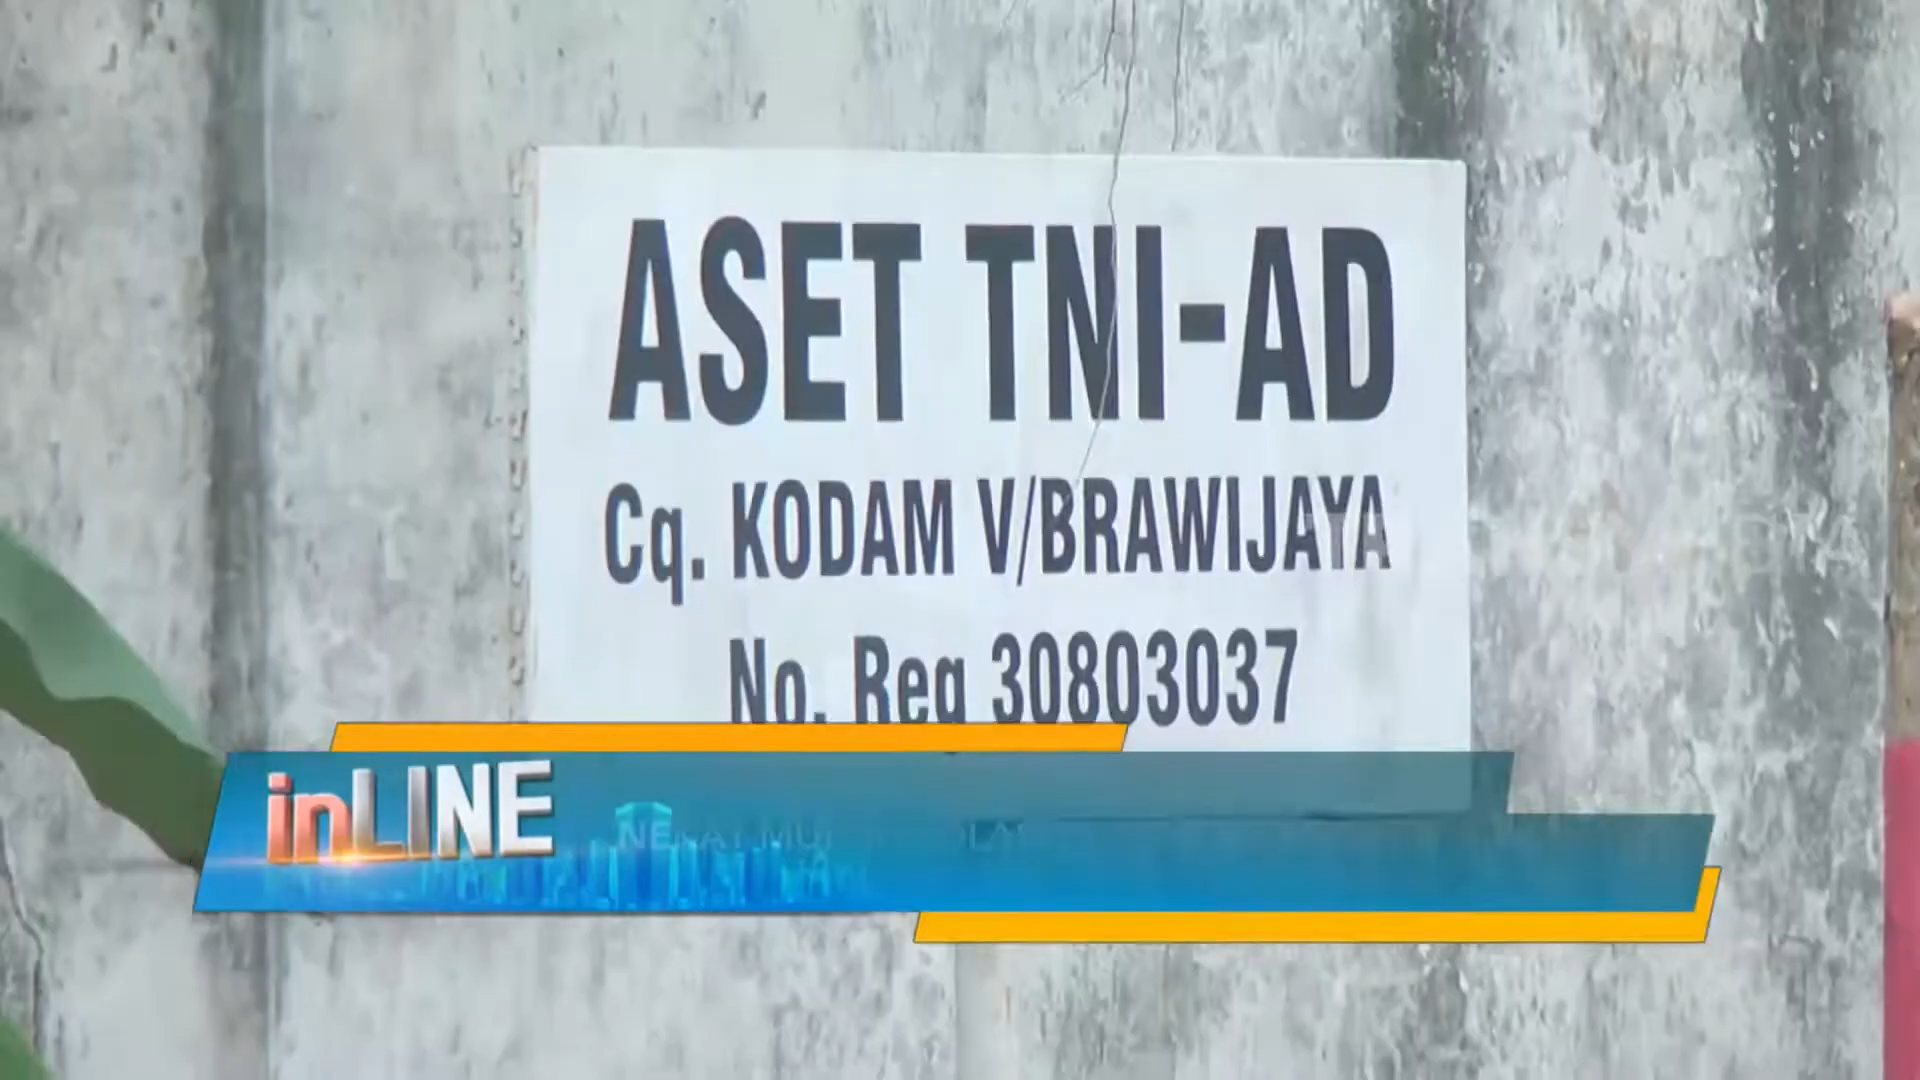 ASET TNI-AD
Cq. KODAM V/BRAWIJAYA
No. Reg 30803037
inLINE